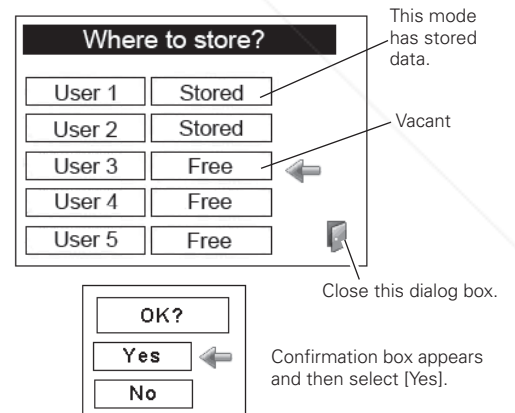 This mode
has stored
data.
Where to store?
User 1 Stored
User 2 Stored
Vacant
User 3 Free
User 4 Free
User 5 Free
Close this dialog box.
OK?
Yes
No
Confirmation box appears
and then select [Yes].